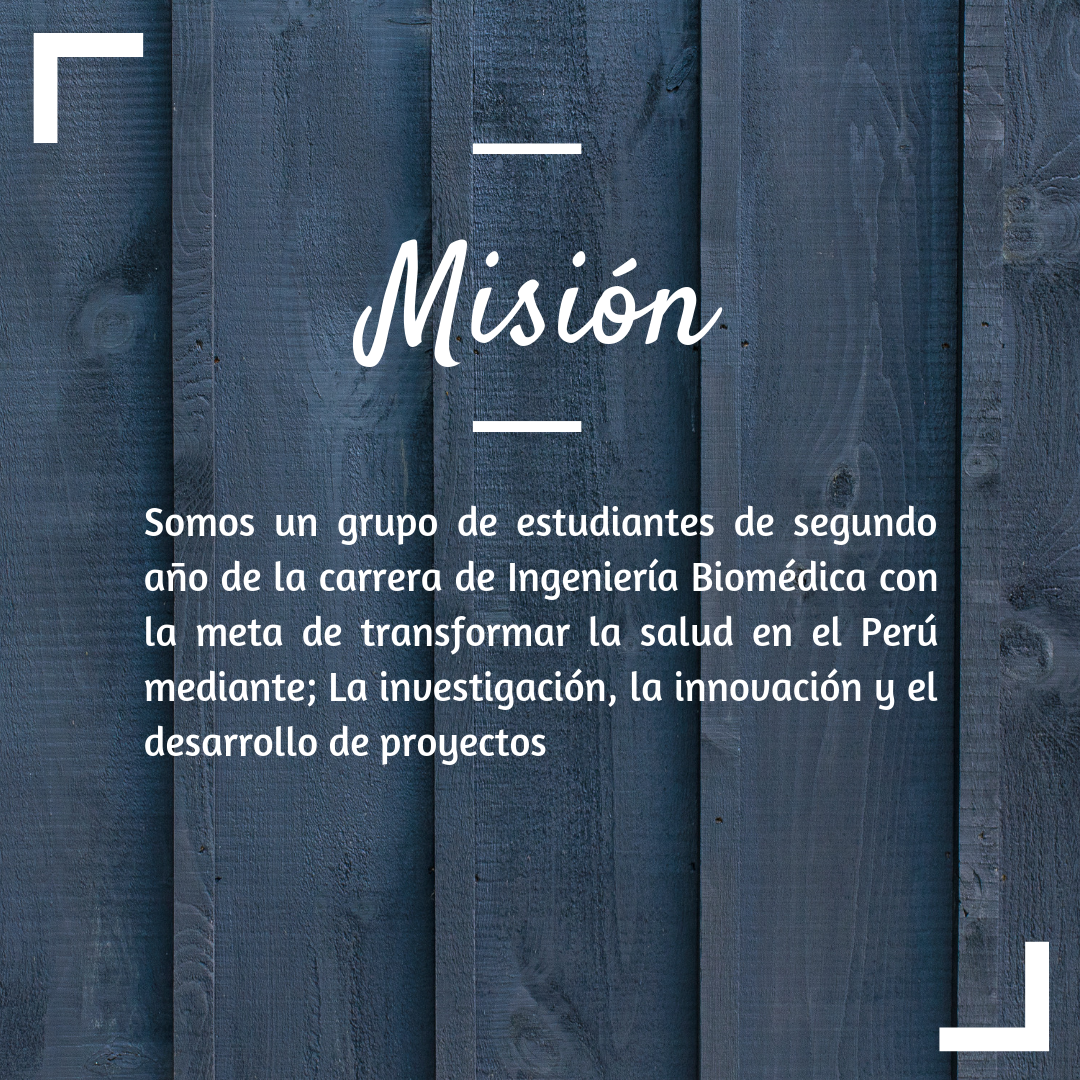 Misión
Somos un grupo de estudiantes de segundo
año de la carrera de Ingeniería Biomédica con
la meta de transformar la salud en el Perú
mediante; La investigación, la innovación y el
desarrollo de proyectos